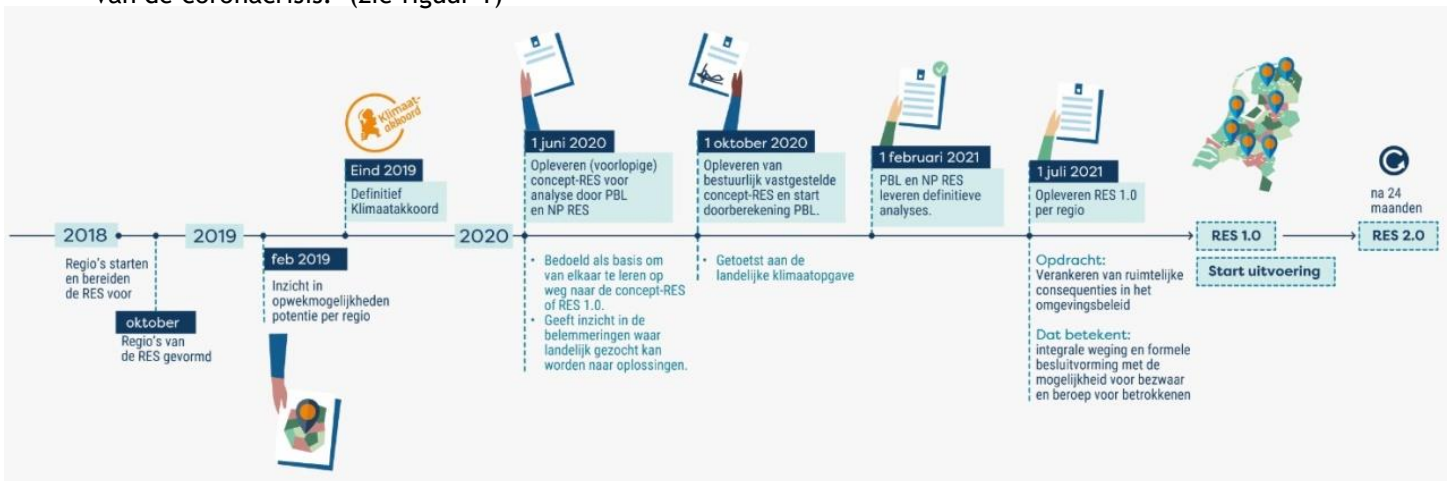 van de coronacrisis. (zie figuur 1)
Klimaat-
akkoord
Eind 2019
Definitief
Klimaatakkoord
1 juni 2020
Opleveren (voorlopige)
concept-RES voor
analyse door PBL
en NP RES
1 oktober 2020
Opleveren van
bestuurlijk vastgestelde
concept-RES en start
doorberekening PBL.
1 februari 2021
PBL en NP RES
leveren definitieve
analyses.
1 juli 2021
Opleveren RES 1.0
per regio
na 24
maanden
2018
2019
2020
RES 1.0
RES 2.0
Start uitvoering
Regio's starten
en bereiden
de RES voor
oktober
Regio's van
de RES gevormd
feb 2019
Inzicht in
opwekmogelijkheden
potentie per regio
• Bedoeld als basis om
van elkaar te leren op
weg naar de concept-RES
of RES 1.0.
• Geeft inzicht in de
belemmeringen waar
landelijk gezocht kan
worden naar oplossingen.
• Getoetst aan de
landelijke klimaatopgave
Opdracht:
Verankeren van ruimtelijke
consequenties in het
omgevingsbeleid
Dat betekent:
integrale weging en formele
besluitvorming met de
mogelijkheid voor bezwaar
en beroep voor betrokkenen